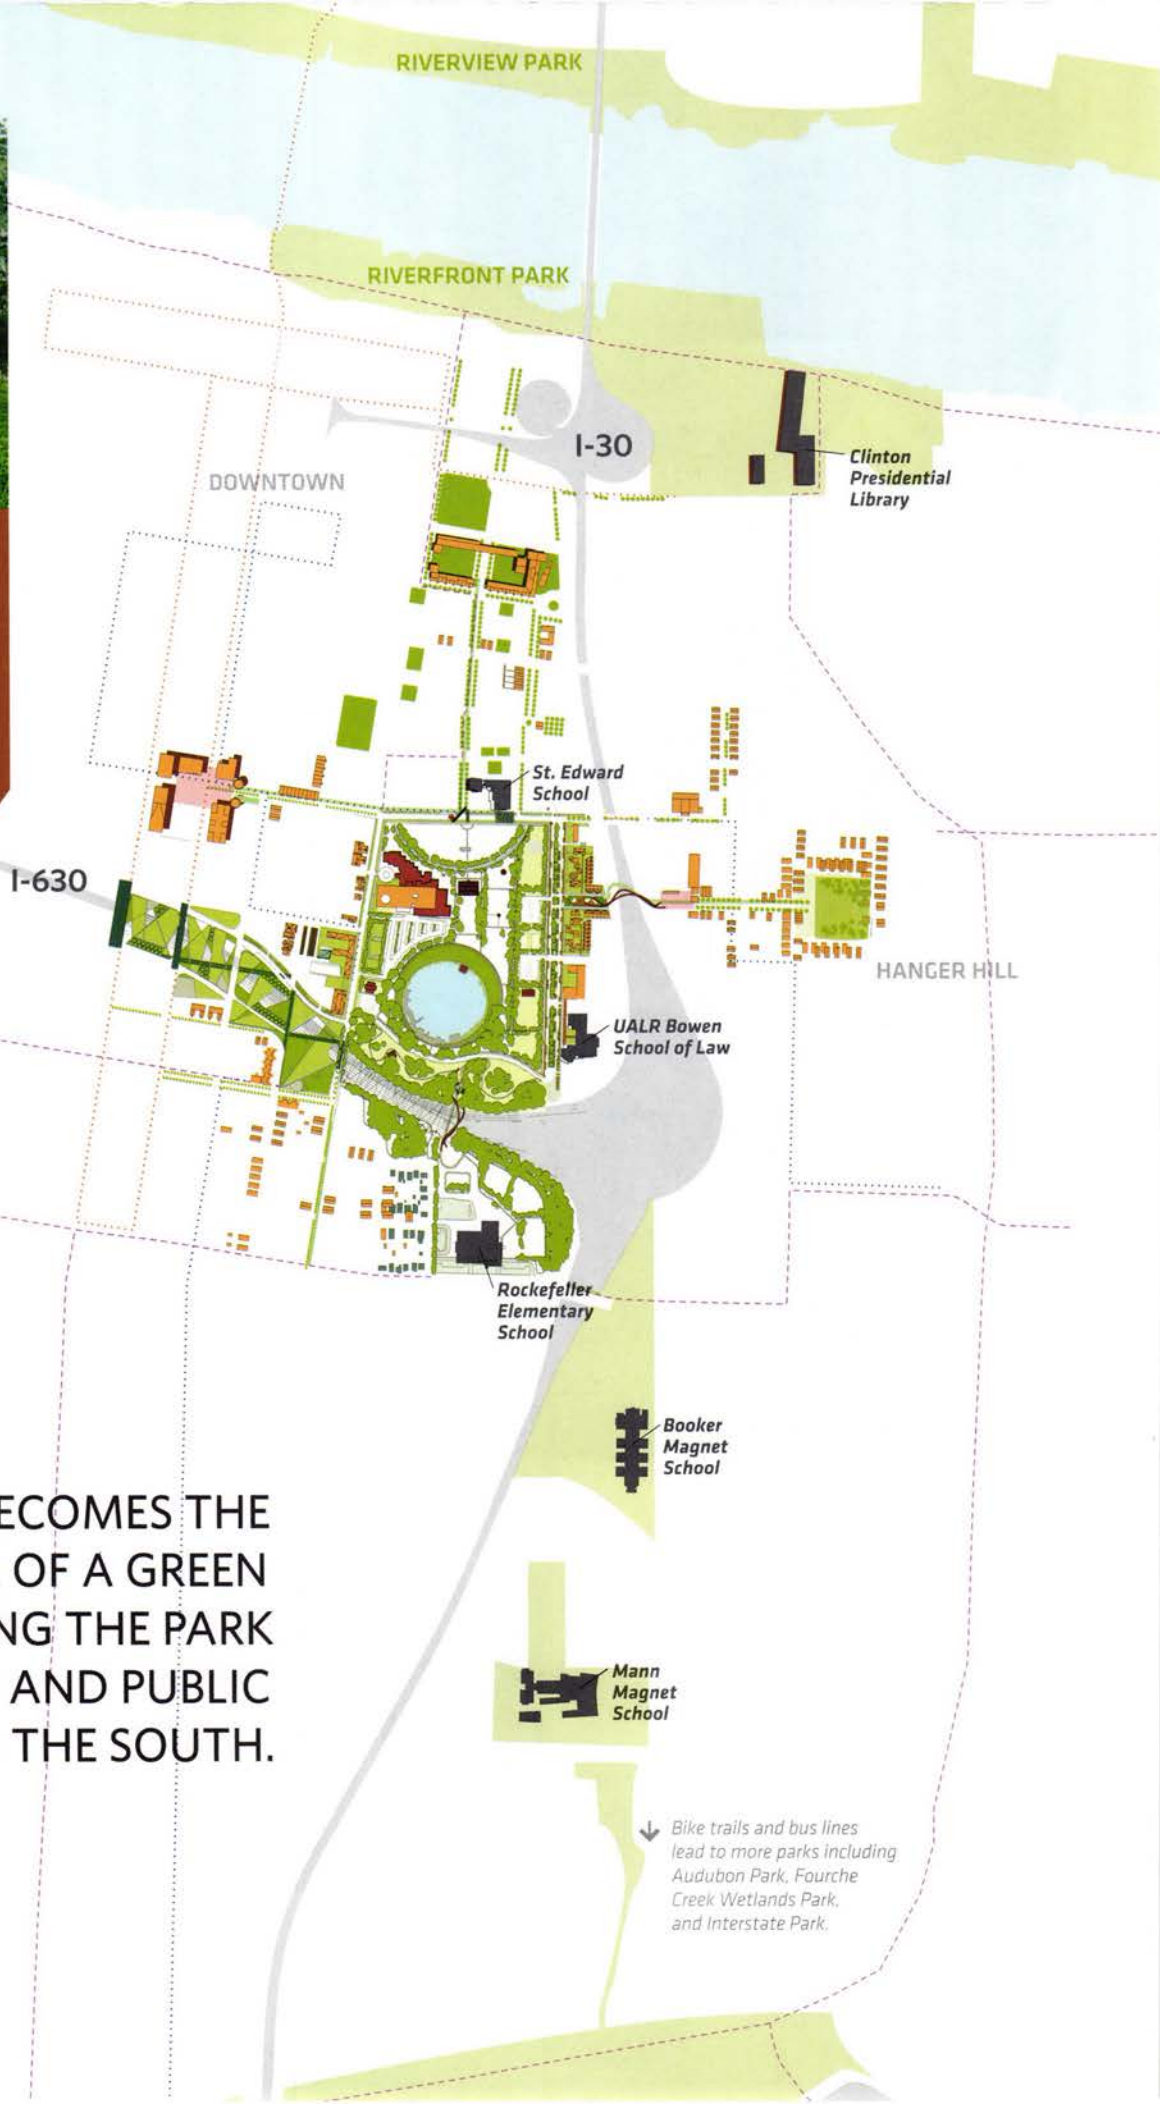 RIVERVIEW PARK
RIVERFRONT PARK
I-30
DOWNTOWN
Clinton
Presidential
Library
St. Edward
School
I-630
HANGER HILL
UALR Bowen
School of Law
Rockefeller
Elementary
School
Booker
Magnet
School
ECOMES THE
OF A GREEN
NG THE PARK
AND PUBLIC
THE SOUTH.
Mann
Magnet
School
Bike trails and bus lines
lead to more parks including
Audubon Park, Fourche
Creek Wetlands Park,
and Interstate Park.